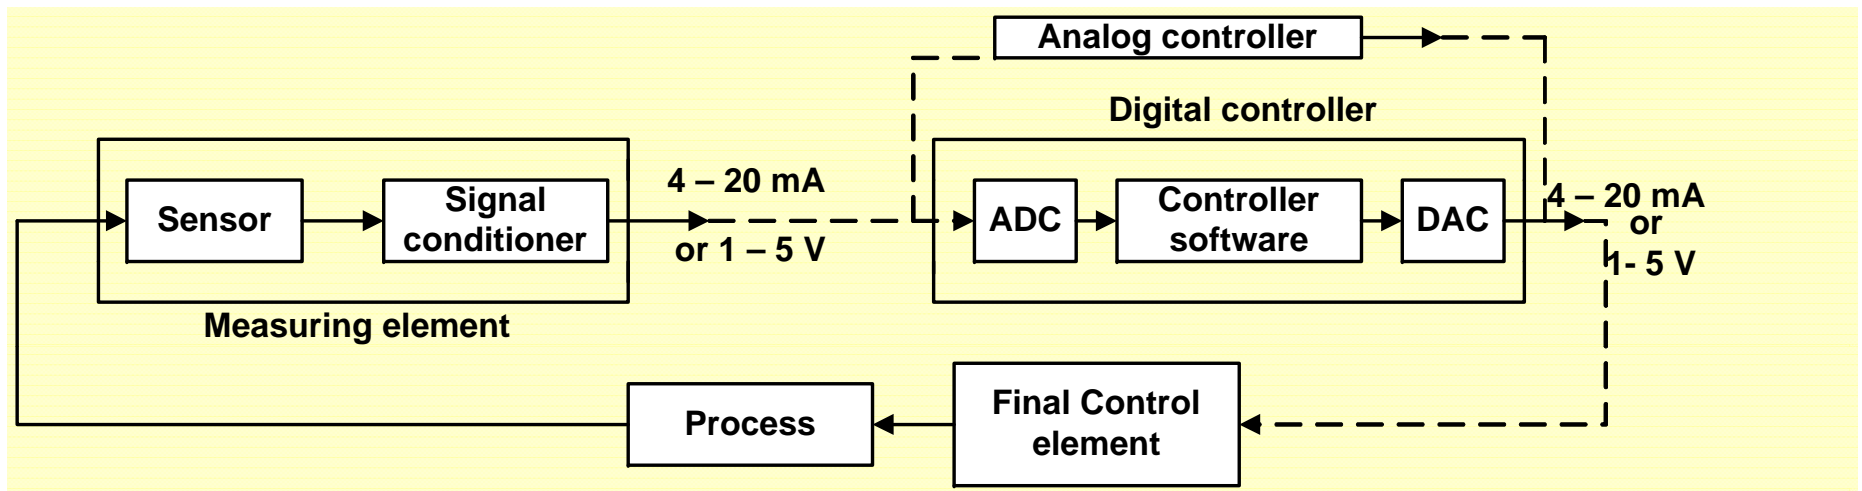 Analog controller
Digital controller
4 – 20 mA
or 1 – 5 V
Sensor
Signal
conditioner
ADC
Controller
software
DAC
4 – 20 mA
or
1- 5 V
Measuring element
Process
Final Control
element